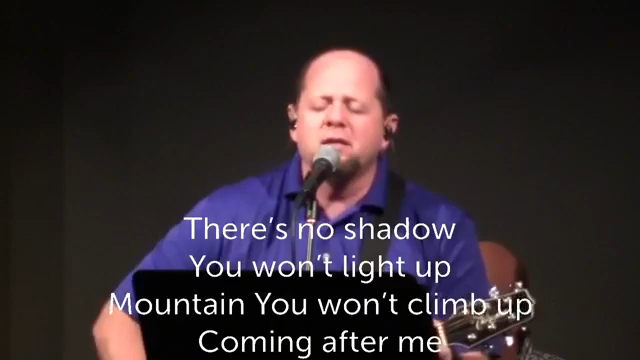 There's no shadow
You won't light up
Mountain You won't climb up
Coming after me